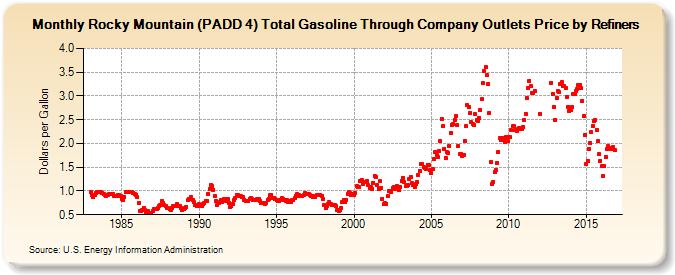 Monthly Rocky Mountain (PADD 4) Total Gasoline Through Company Outlets Price by Refiners
Dollars per Gallon
4.0
3.5
3.0
2.5
2.0
1.5
1.0
0.5
1985 1990 1995 2000 2005 2010 2015
Source: U.S. Energy Information Administration